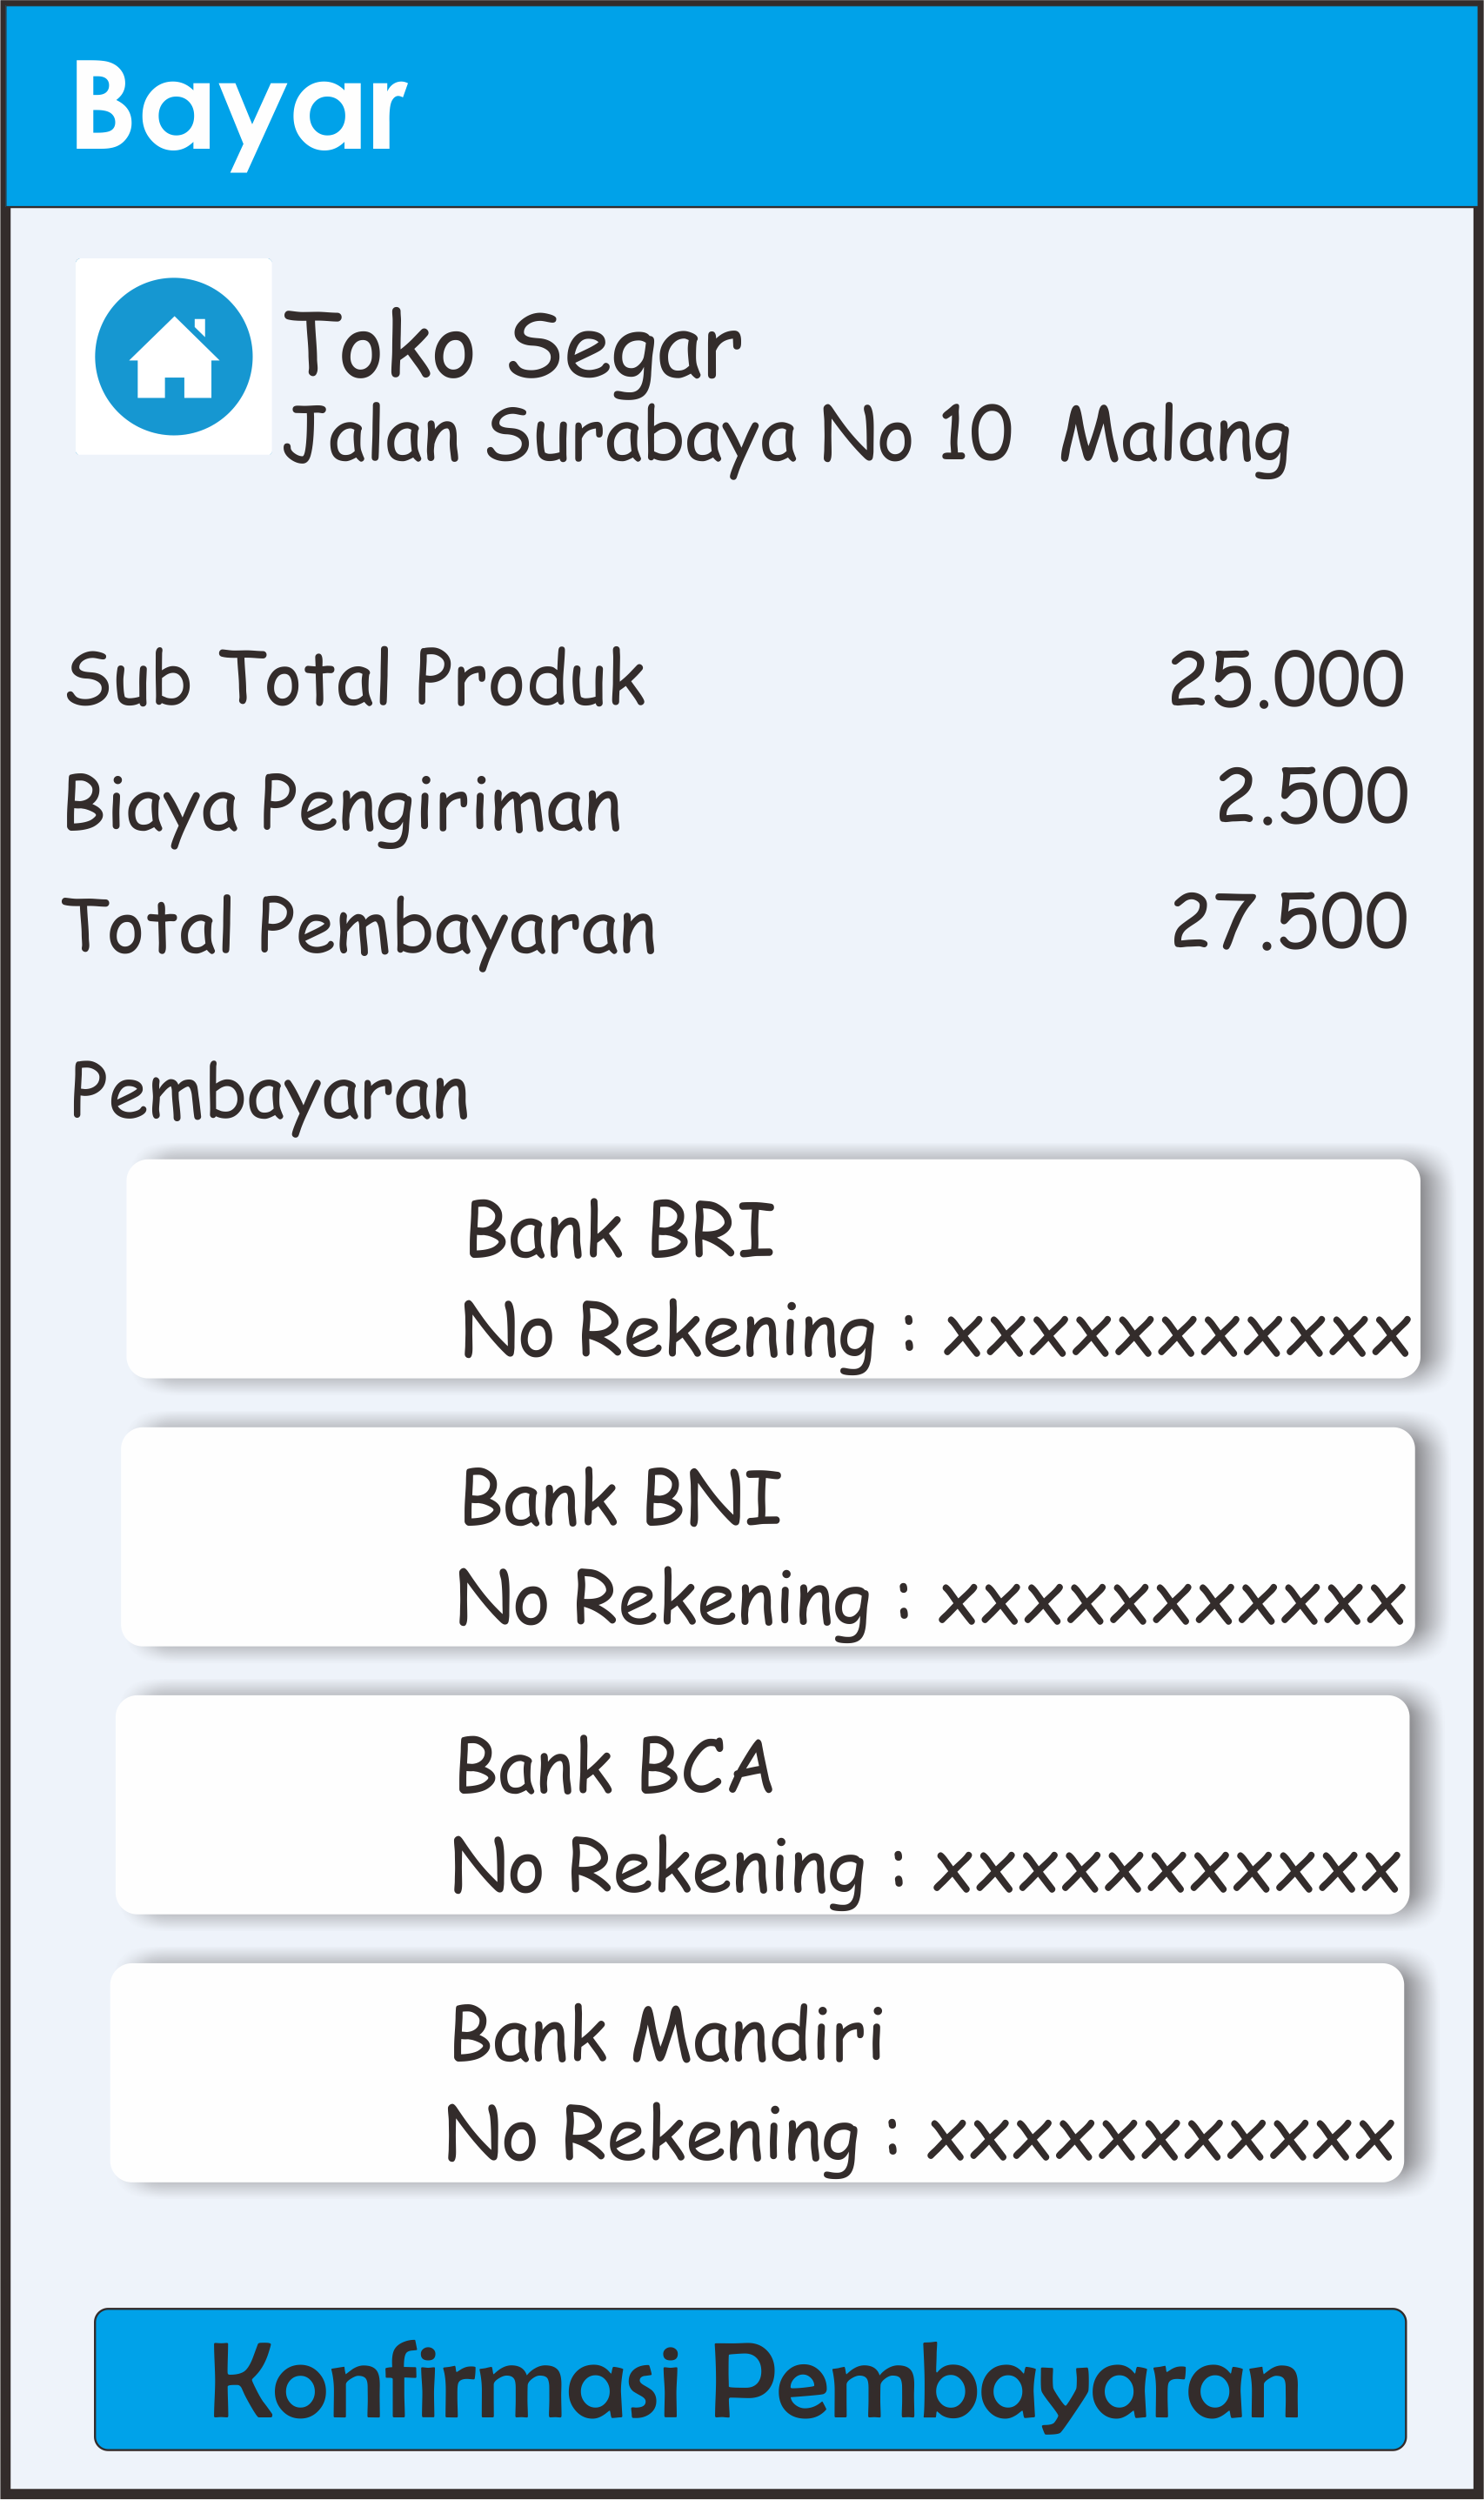 Bayar
Toko Segar
Jalan Surabaya No 10 Malang
Sub Total Produk 25.000
Biaya Pengiriman 2.500
Total Pembayaran 27.500
Pembayaran
Bank BRI
No Rekening : xxxxxxxxxxx
Bank BNI
No Rekening : xxxxxxxxxxx
Bank BCA
No Rekening : xxxxxxxxxxx
Bank Mandiri
No Rekening : xxxxxxxxxxx
Konfirmasi Pembayaran